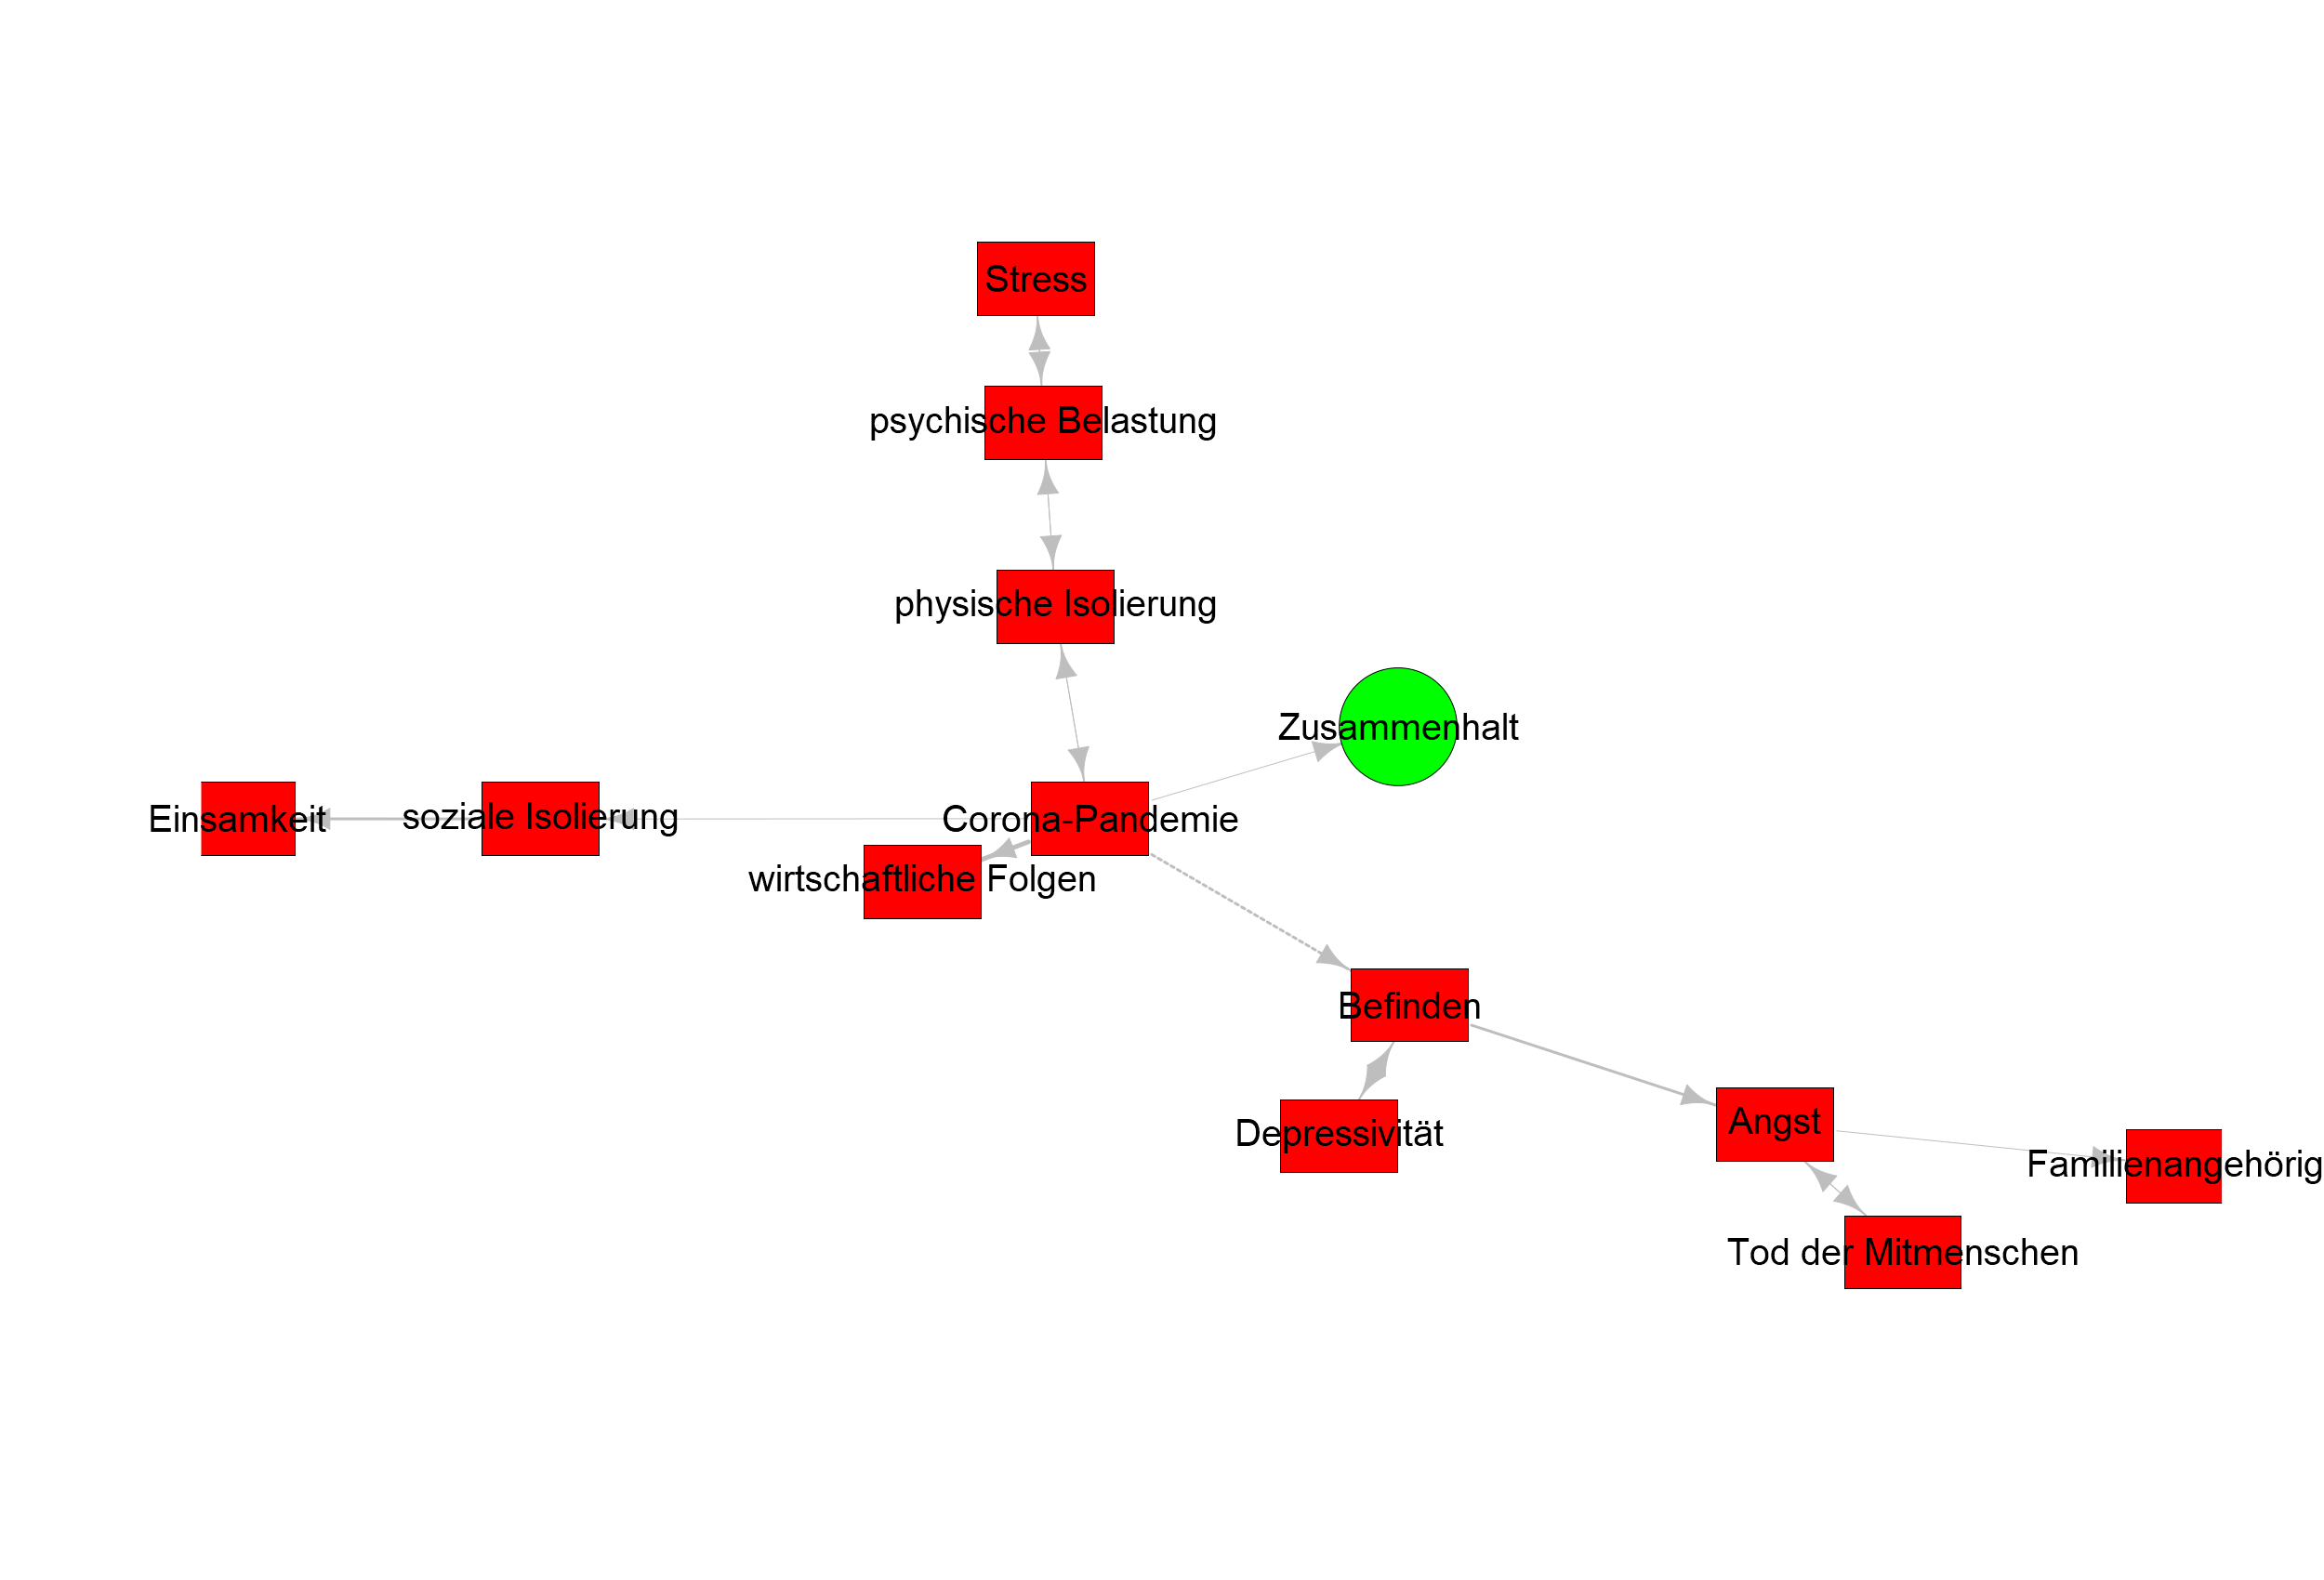 Stress
psychische Belastung
physische Isolierung
Zusammenhalt
Einsamkeit
soziale Isolierung
Corona-Pandemie
wirtschaftliche Folgen
Befinden
Depressivität
Angst
Familienangehörig
Tod der Mitmenschen